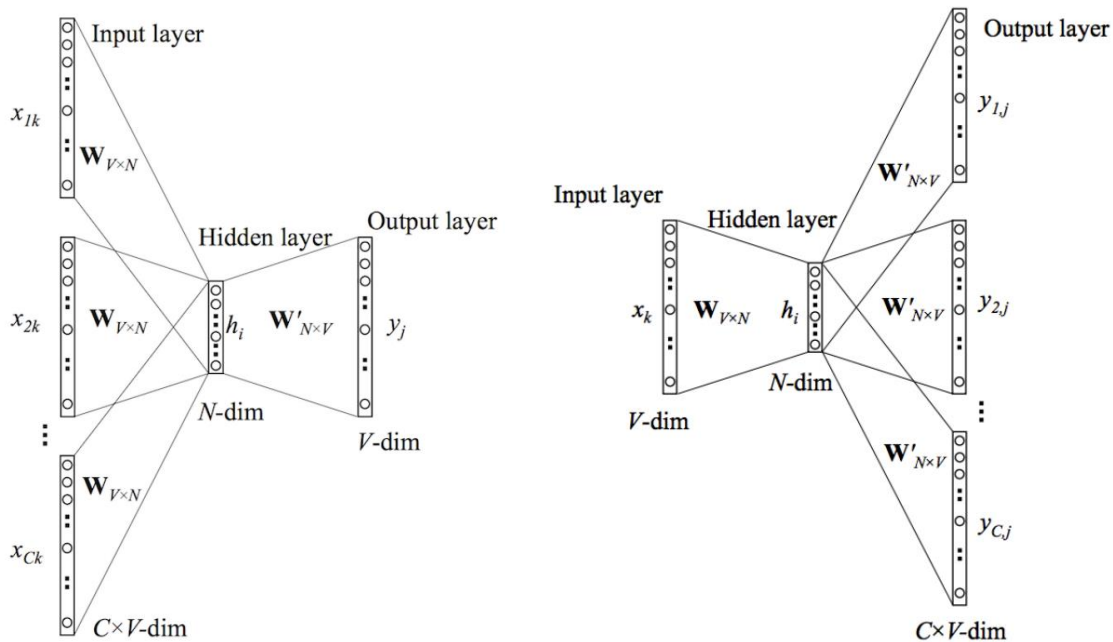 Input layer
x1k
WV×N
Hidden layer
Output layer
x2k
WV×N
hi
W'N×V
yj
N-dim
V-dim
WV×N
xCk
C×V-dim
Output layer
y1,j
W'N×V
Input layer
Hidden layer
xk
WV×N
hi
W'N×V
y2,j
N-dim
V-dim
W'N×V
yC,j
C×V-dim